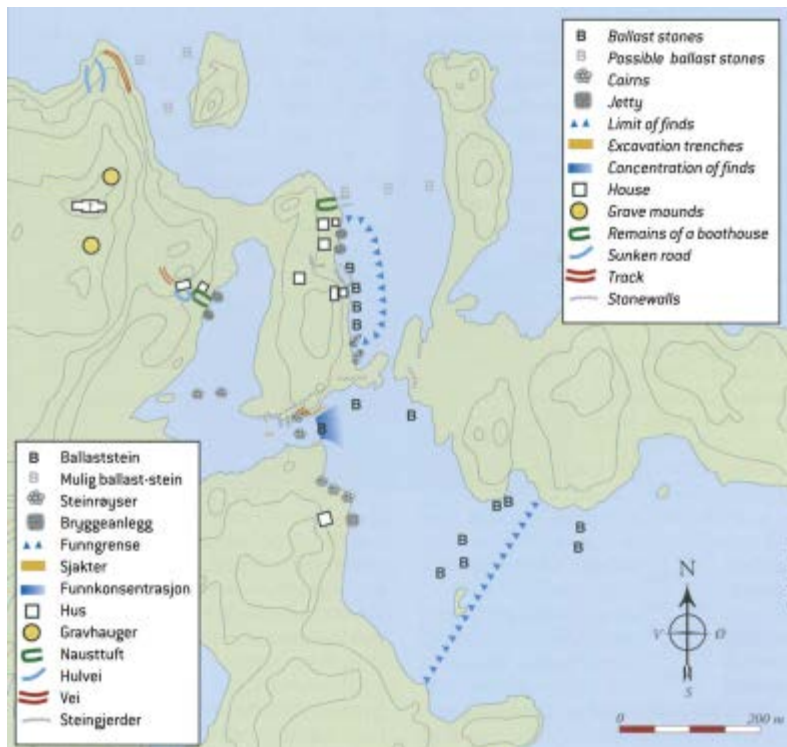 B Ballast stones
B Possible ballast stones
Cairns
Jetty
Limit of finds
Excavation trenches
Concentration of finds
House
Grave mounds
Remains of a boathouse
Sunken road
Track
Stonewalls
B B
B
B B B
B
B
B
B
B
B
B
B B
B
B
B
B
B
B
B Ballaststein
B Mulig ballast-stein
Steinrøyser
Bryggeanlegg
Funngrense
Sjakter
Funnkonsentrasjon
Hus
Gravhauger
Nausttuft
Hulvei
Vei
Steingjerder
N
V O
S
0 200 m